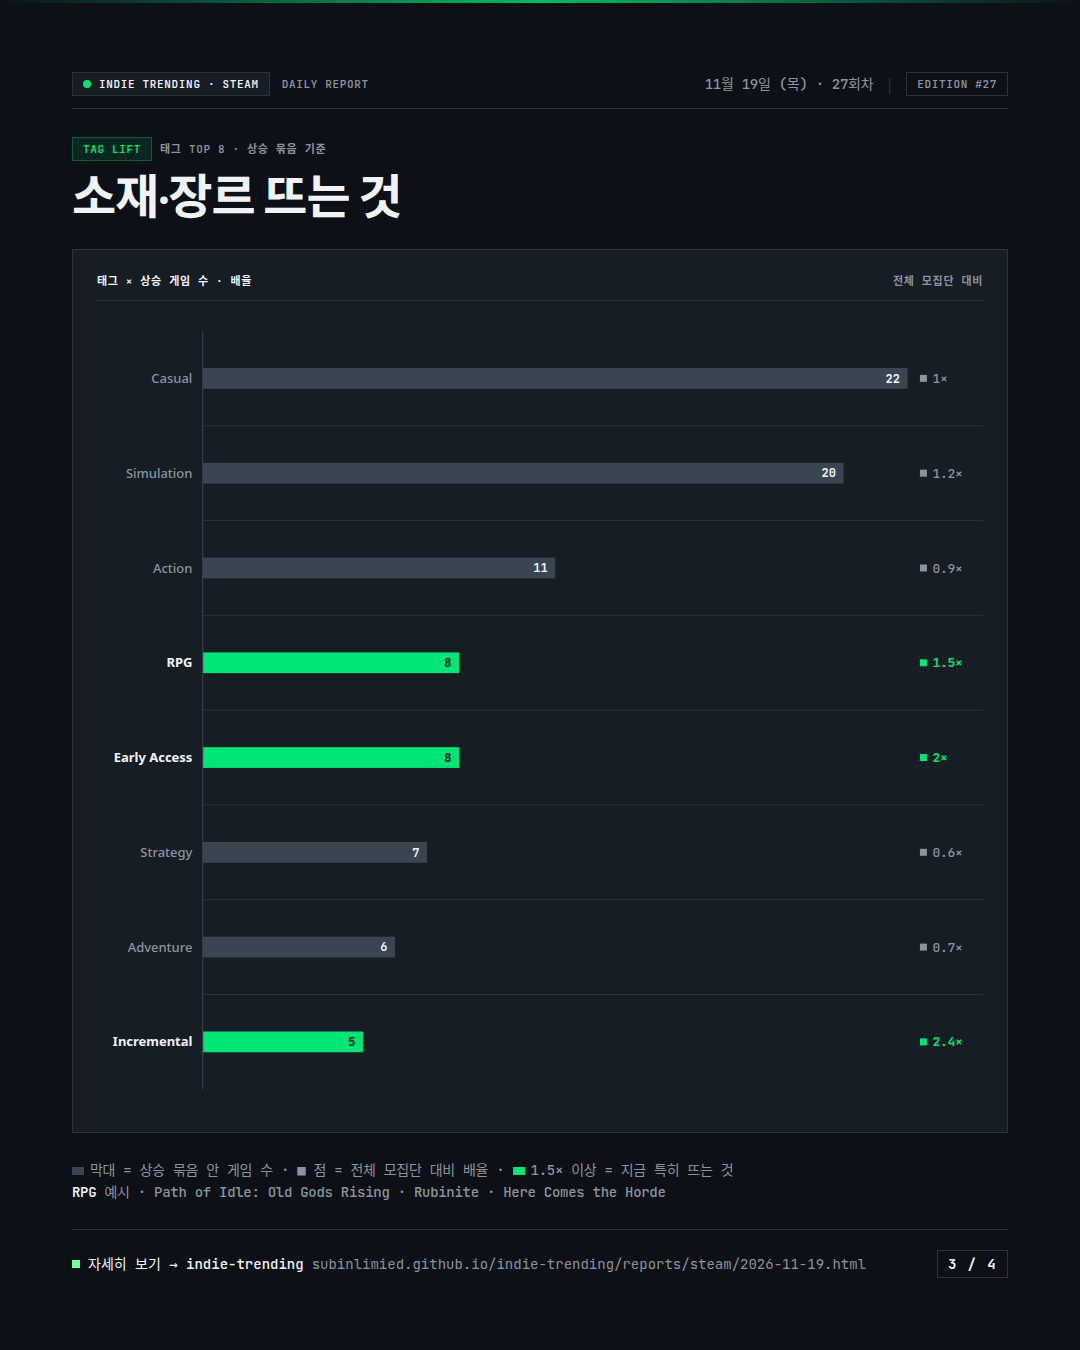 INDIE TRENDING · STEAM DAILY REPORT 11월 19일 (목) · 27회차 EDITION #27
TAG LIFT 태그 TOP 8 · 상승 묶음 기준
소재·장르 뜨는 것
태그 × 상승 게임 수 · 배율 전체 모집단 대비
Casual 22 1×
Simulation 20 1.2×
Action 11 0.9×
RPG 8 1.5×
Early Access 8 2×
Strategy 7 0.6×
Adventure 6 0.7×
Incremental 5 2.4×
막대 = 상승 묶음 안 게임 수 · 점 = 전체 모집단 대비 배율 · 1.5× 이상 = 지금 특히 뜨는 것
RPG 예시 · Path of Idle: Old Gods Rising · Rubinite · Here Comes the Horde
자세히 보기 → indie-trending subinlimied.github.io/indie-trending/reports/steam/2026-11-19.html 3 / 4